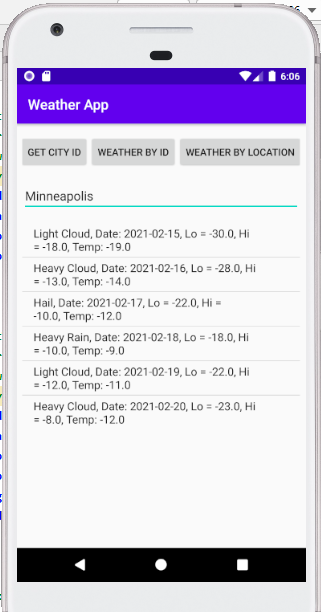 6:06
Weather App
GET CITY ID WEATHER BY ID WEATHER BY LOCATION
Minneapolis
Light Cloud, Date: 2021-02-15, Lo = -30.0, Hi
= -18.0, Temp: -19.0
Heavy Cloud, Date: 2021-02-16, Lo = -28.0, Hi
= -13.0, Temp: -14.0
Hail, Date: 2021-02-17, Lo = -22.0, Hi =
-10.0, Temp: -12.0
Heavy Rain, Date: 2021-02-18, Lo = -18.0, Hi
= -10.0, Temp: -9.0
Light Cloud, Date: 2021-02-19, Lo = -22.0, Hi
= -12.0, Temp: -11.0
Heavy Cloud, Date: 2021-02-20, Lo = -23.0, Hi
= -8.0, Temp: -12.0